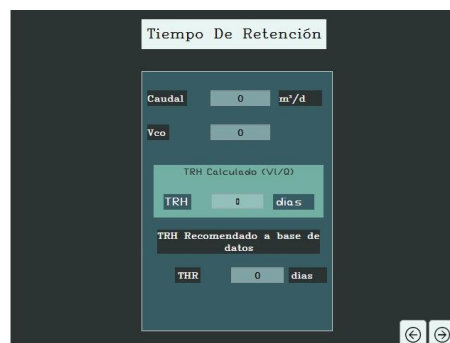 Tiempo De Retención
Caudal 0 m³/d
Vco 0
TRH Calculado (Vl/Q)
TRH 0 dias
TRH Recomendado a base de
datos
THR 0 dias